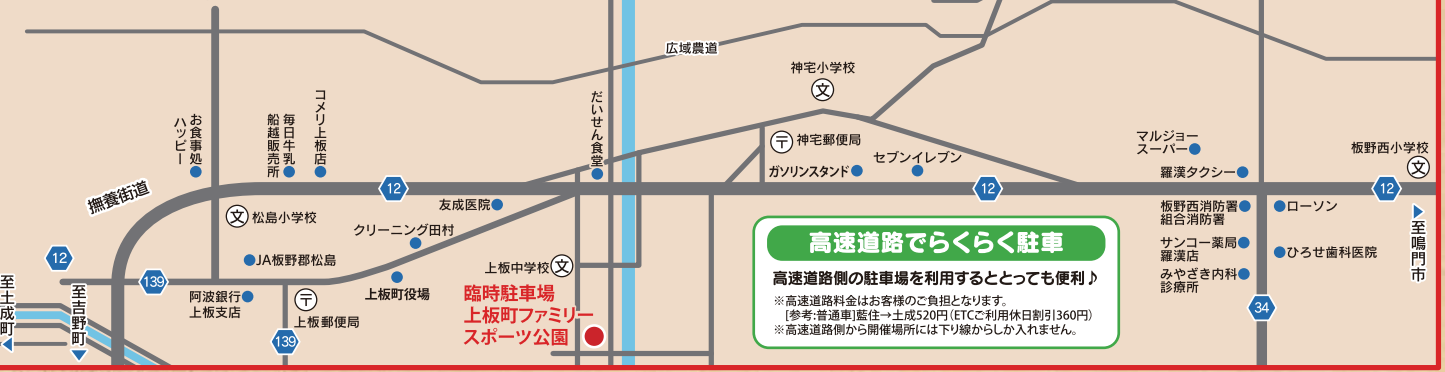 広域農道
神宅小学校
文
お食事処
ハッピー
毎日牛乳
船越販売所
コメリ上板店
だいせん食堂
〒
神宅郵便局
ガソリンスタンド
セブンイレブン
マルジョー
スーパー
羅漢タクシー
板野西小学校
文
撫養街道
12
12
12
文
松島小学校
友成医院
クリーニング田村
板野西消防署
組合消防署
ローソン
至鳴門市
12
JA板野郡松島
139
上板中学校
文
高速道路でらくらく駐車
高速道路側の駐車場を利用するととっても便利♪
※高速道路料金はお客様のご負担となります。
[参考:普通車]藍住→土成520円(ETCご利用休日割引360円)
※高速道路側から開催場所には下り線からしか入れません。
サンコー薬局
羅漢店
ひろせ歯科医院
みやざき内科
診療所
至土成町
至吉野町
阿波銀行
上板支店
〒
上板郵便局
上板町役場
臨時駐車場
上板町ファミリー
スポーツ公園
139
34